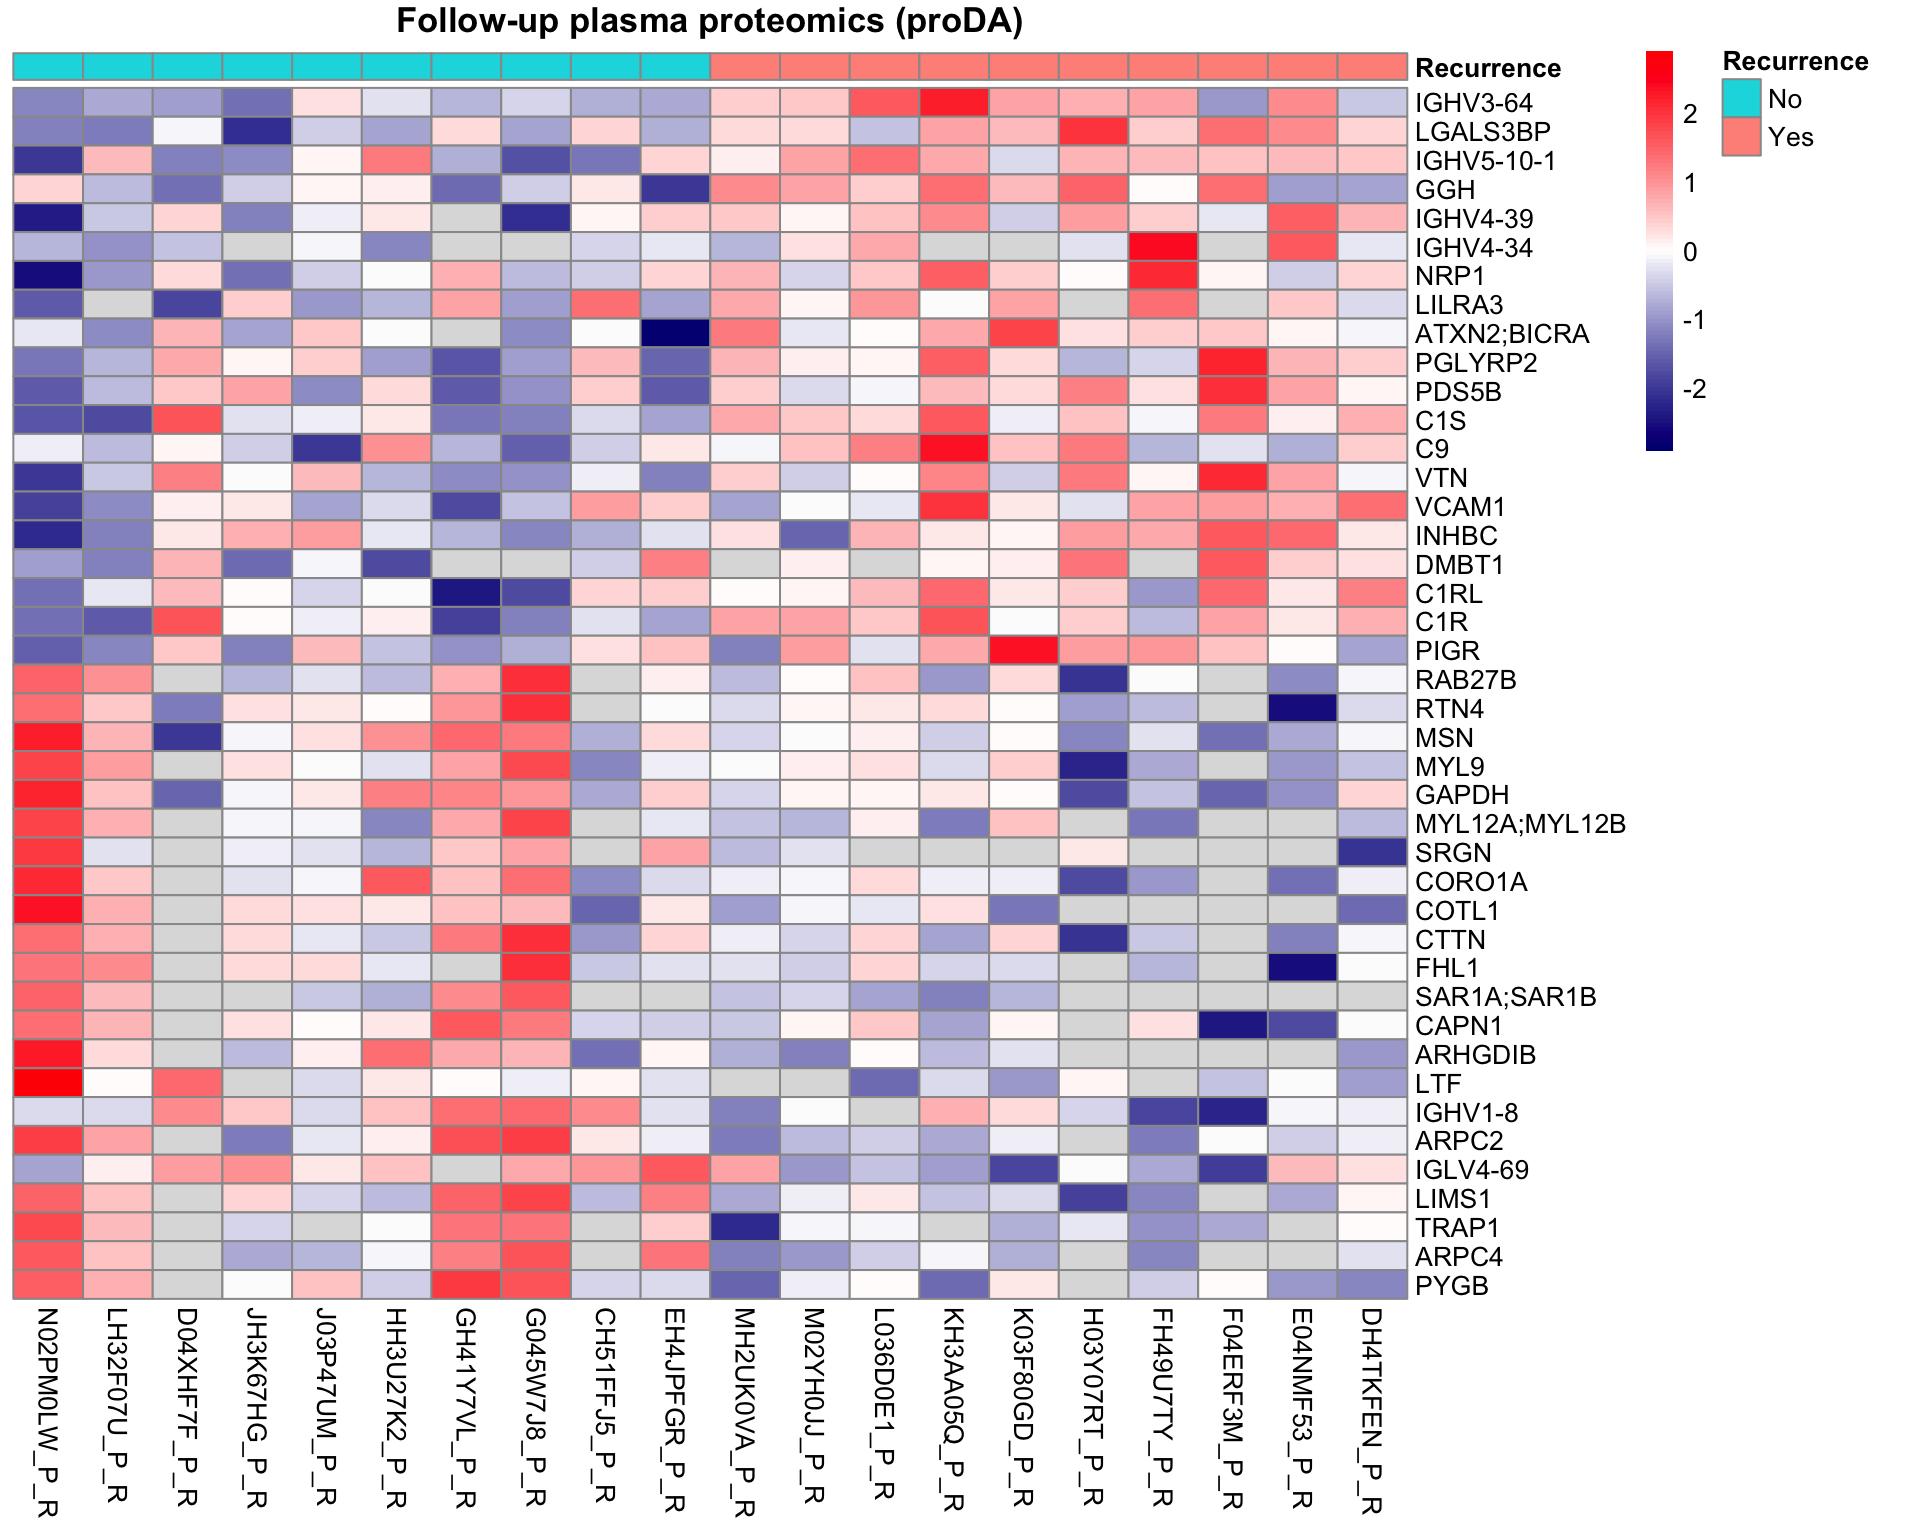 Follow-up plasma proteomics (proDA)
Recurrence
IGHV3-64
LGALS3BP
IGHV5-10-1
GGH
IGHV4-39
IGHV4-34
NRP1
LILRA3
ATXN2;BICRA
PGLYRP2
PDS5B
C1S
C9
VTN
VCAM1
INHBC
DMBT1
C1RL
C1R
PIGR
RAB27B
RTN4
MSN
MYL9
GAPDH
MYL12A;MYL12B
SRGN
CORO1A
COTL1
CTTN
FHL1
SAR1A;SAR1B
CAPN1
ARHGDIB
LTF
IGHV1-8
ARPC2
IGLV4-69
LIMS1
TRAP1
ARPC4
PYGB
N02PM0LW_P_R
LH32F07U_P_R
D04XHF7F_P_R
JH3K67HG_P_R
J03P47UM_P_R
HH3U27K2_P_R
GH41Y7VL_P_R
G045W7J8_P_R
CH51FFJ5_P_R
EH4JPFGR_P_R
MH2UK0VA_P_R
M02YH0JJ_P_R
L036D0E1_P_R
KH3AA05Q_P_R
K03F80GD_P_R
H03Y07RT_P_R
FH49U7TY_P_R
F04ERF3M_P_R
E04NMF53_P_R
DH4TKFEN_P_R
2
1
0
-1
-2
Recurrence
No
Yes